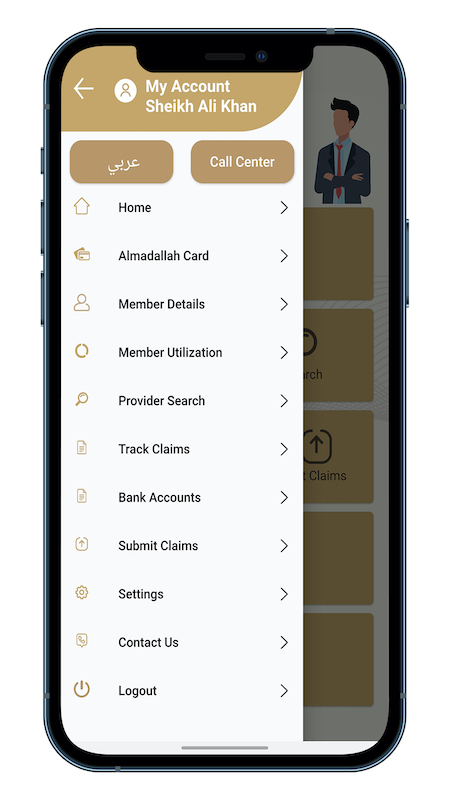 My Account
Sheikh Ali Khan
عربي
Call Center
Home
Almadallah Card
Member Details
Member Utilization
Provider Search
Track Claims
Bank Accounts
Submit Claims
Settings
Contact Us
Logout
rch
t Claims